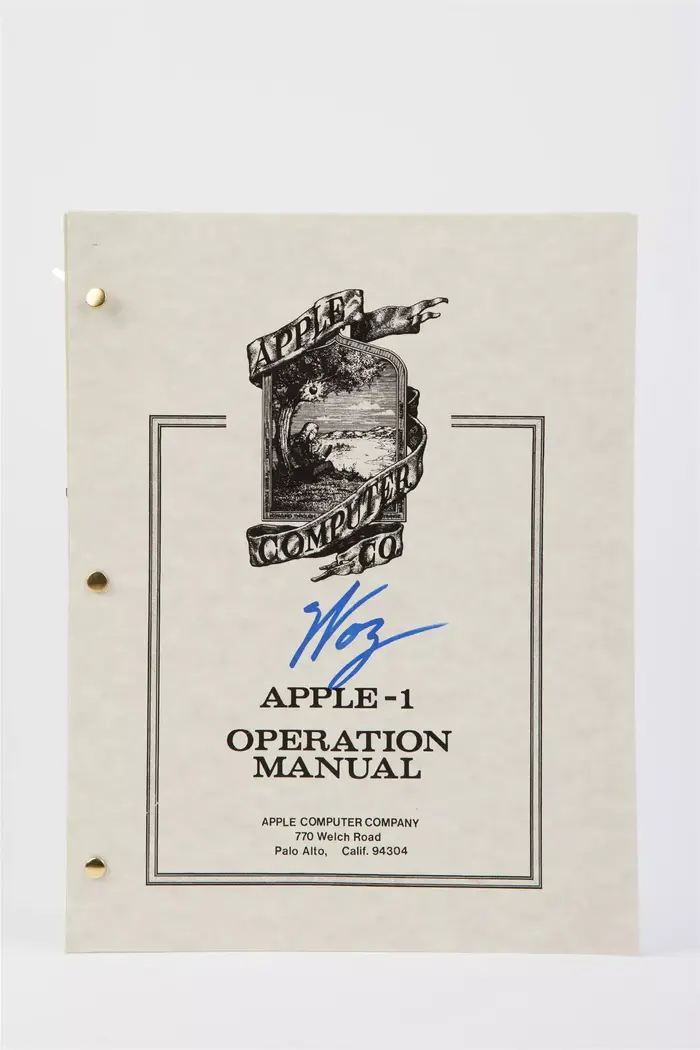 APPLE
COMPUTER
CO
Woz
APPLE-1
OPERATION
MANUAL
APPLE COMPUTER COMPANY
770 Welch Road
Palo Alto, Calif. 94304